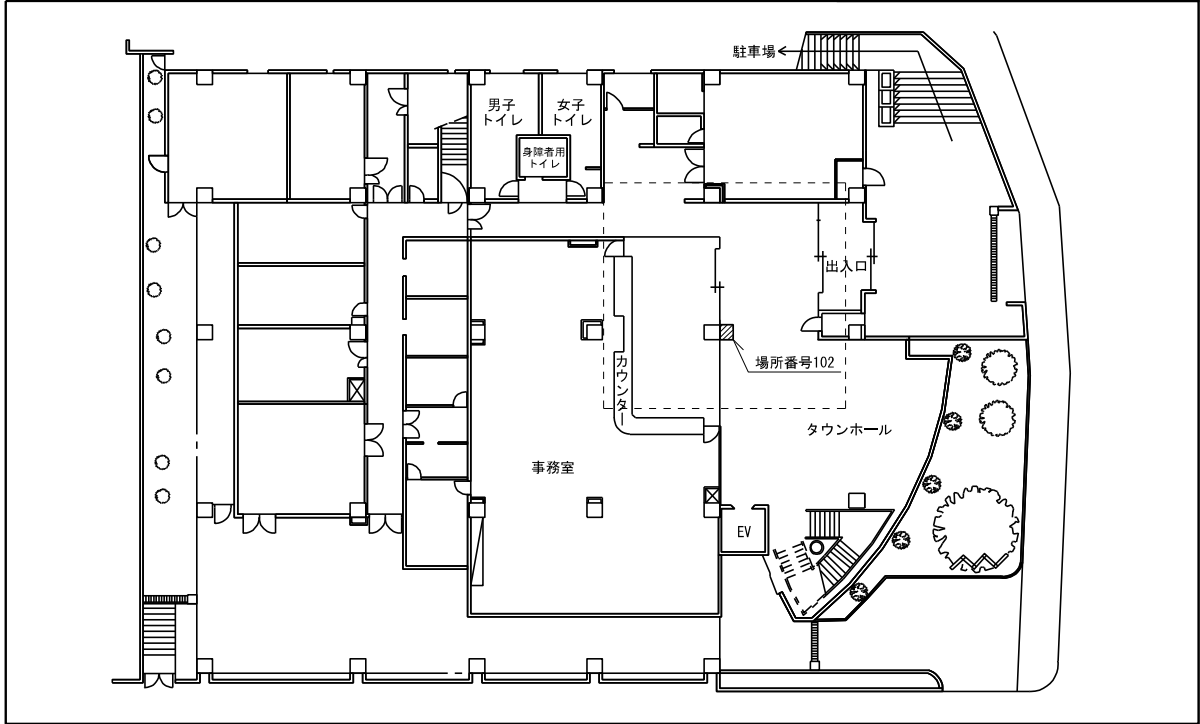 駐車場
男子
トイレ
女子
トイレ
身障者用
トイレ
出入口
場所番号102
カウンター
タウンホール
事務室
EV